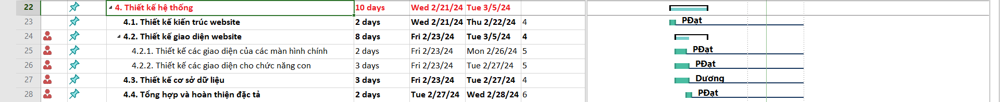 22 4. Thiết kế hệ thống 10 days Wed 2/21/24 Tue 3/5/24
23 4.1. Thiết kế kiến trúc website 2 days Wed 2/21/24 Thu 2/22/24 4 PĐạt
24 4.2. Thiết kế giao diện website 8 days Fri 2/23/24 Tue 3/5/24 4
25 4.2.1. Thiết kế các giao diện của các màn hình chính 2 days Fri 2/23/24 Mon 2/26/24 5 PĐạt
26 4.2.2. Thiết kế các giao diện cho chức năng con 3 days Fri 2/23/24 Tue 2/27/24 5 PĐạt
27 4.3. Thiết kế cơ sở dữ liệu 3 days Fri 2/23/24 Tue 2/27/24 4 Dương
28 4.4. Tổng hợp và hoàn thiện đặc tả 2 days Tue 2/27/24 Wed 2/28/24 6 PĐạt